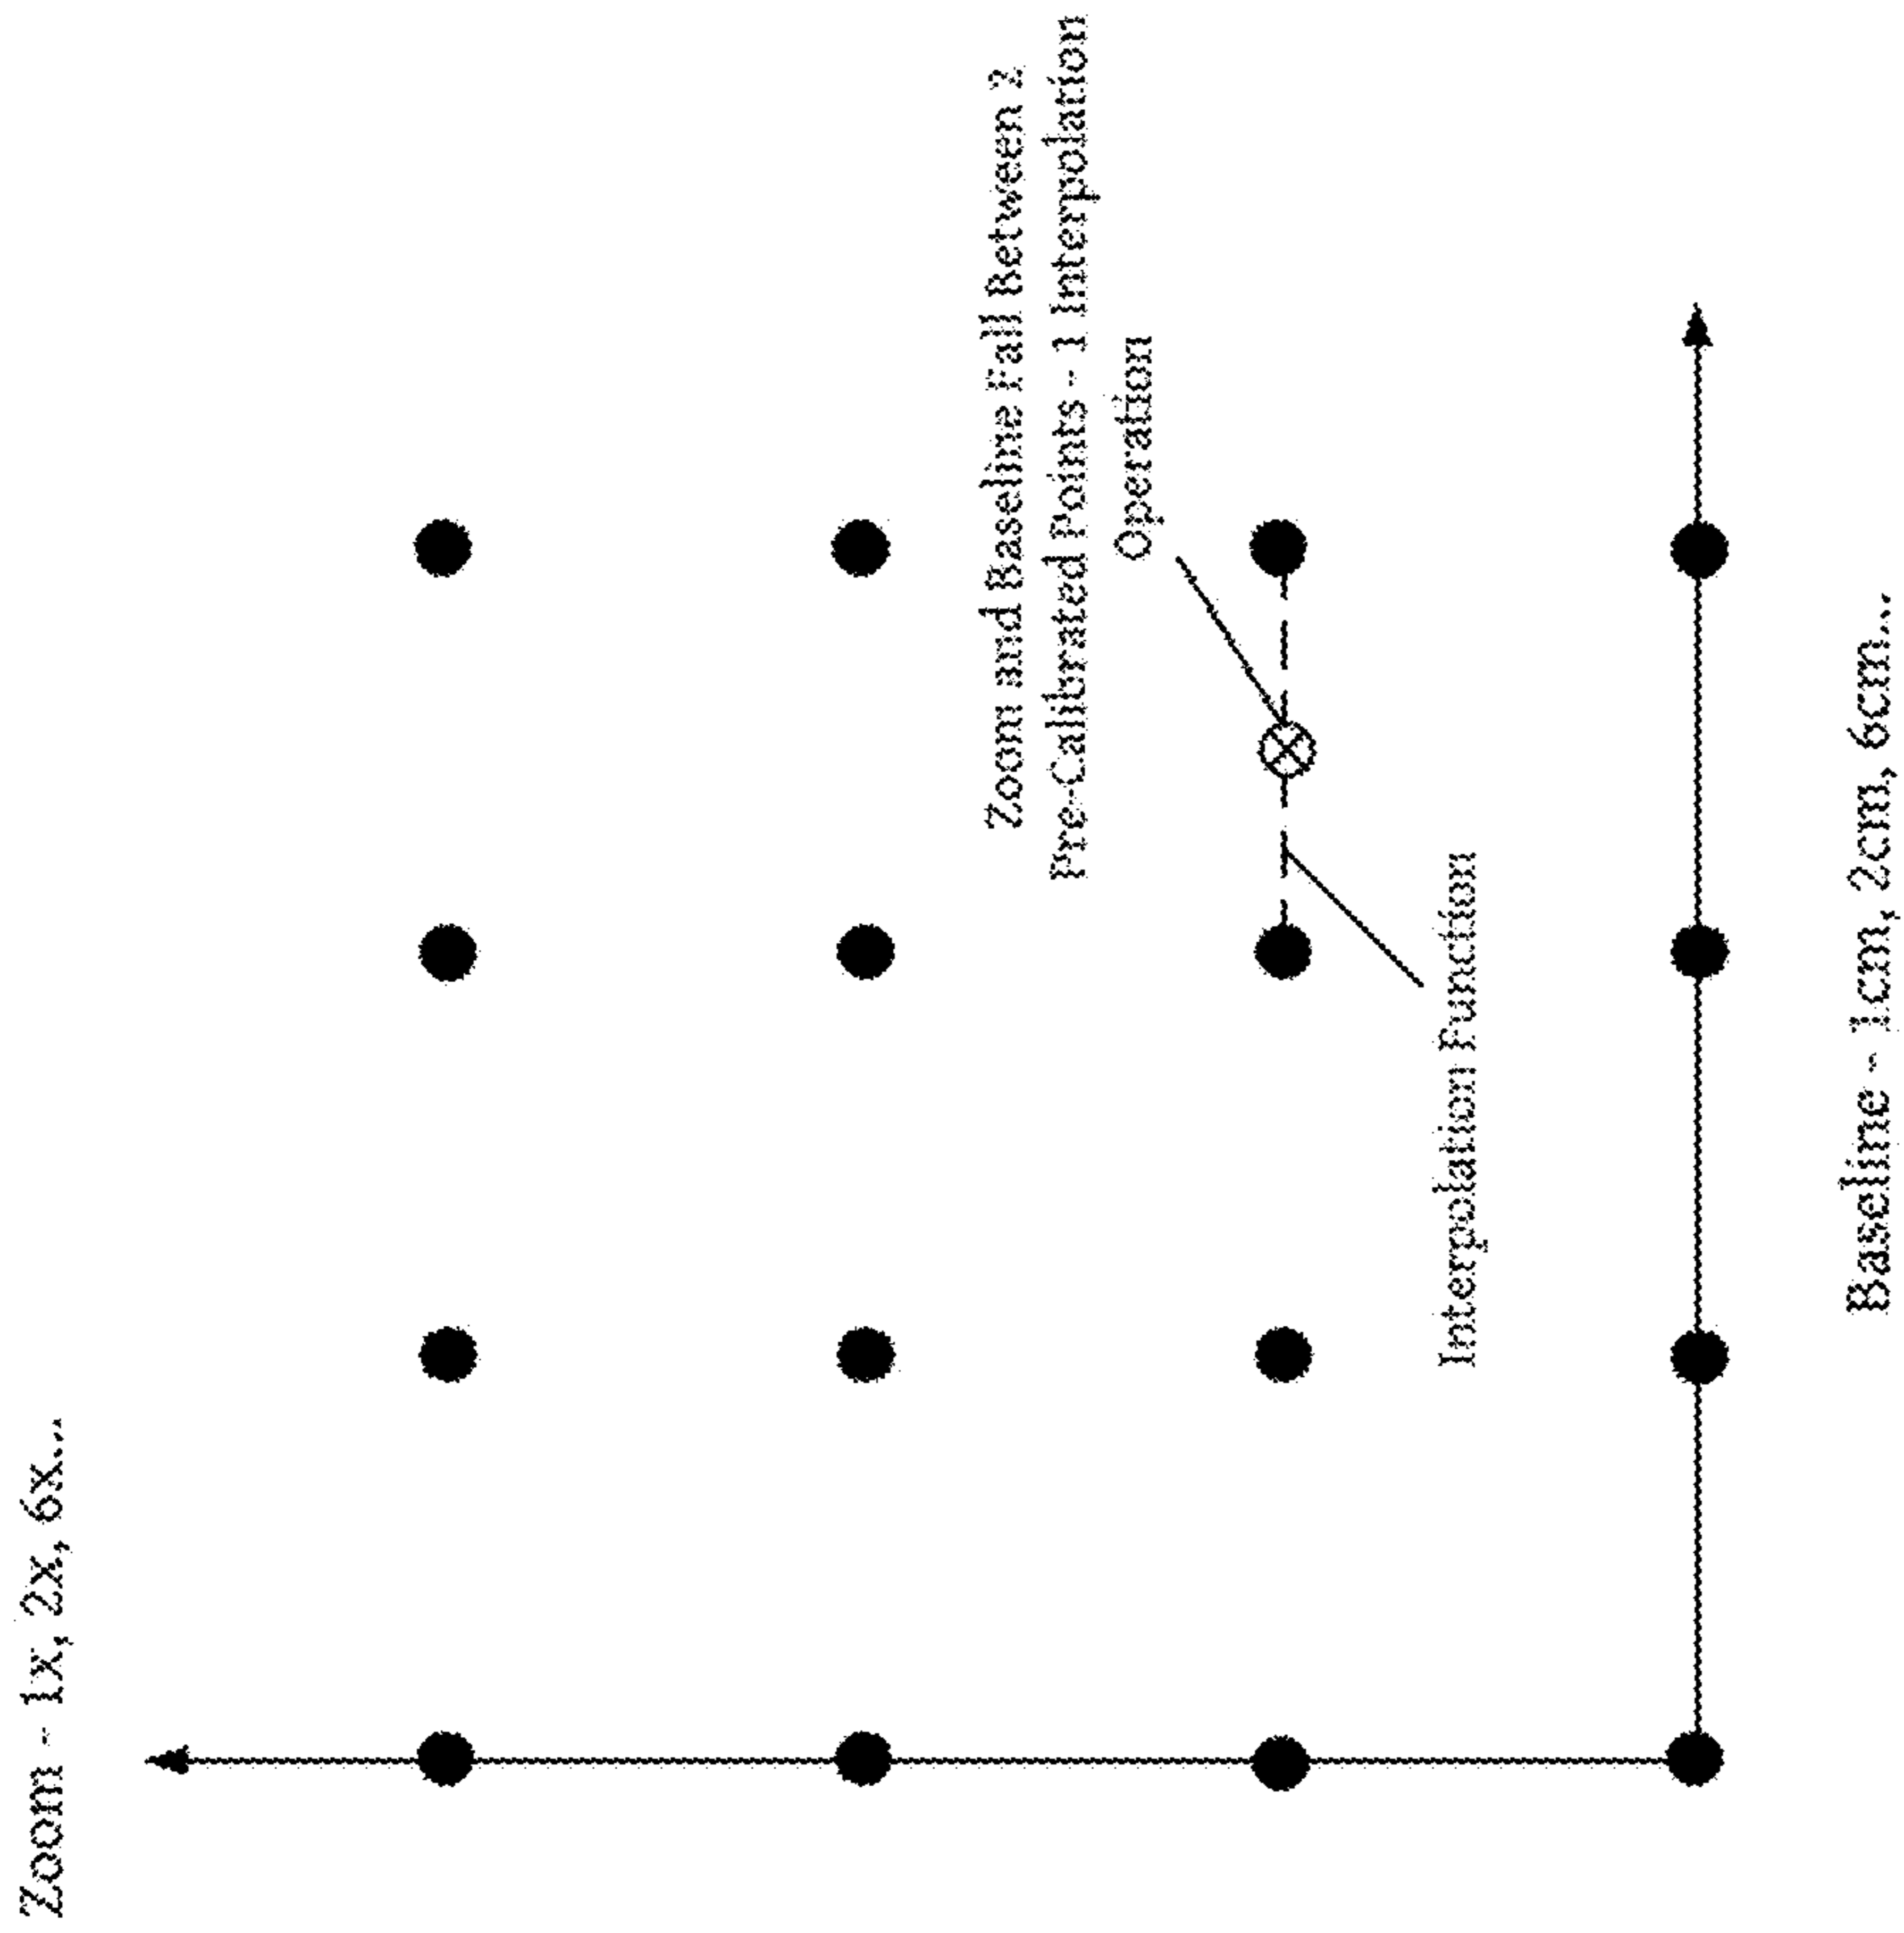 Zoom - 1x, 2x, 6x...
Zoom and Baseline Fall Between 2
Pre-Calibrated Points - 1 Interpolation
Operation
Interpolation Function
Baseline - 1cm, 2cm, 6cm...